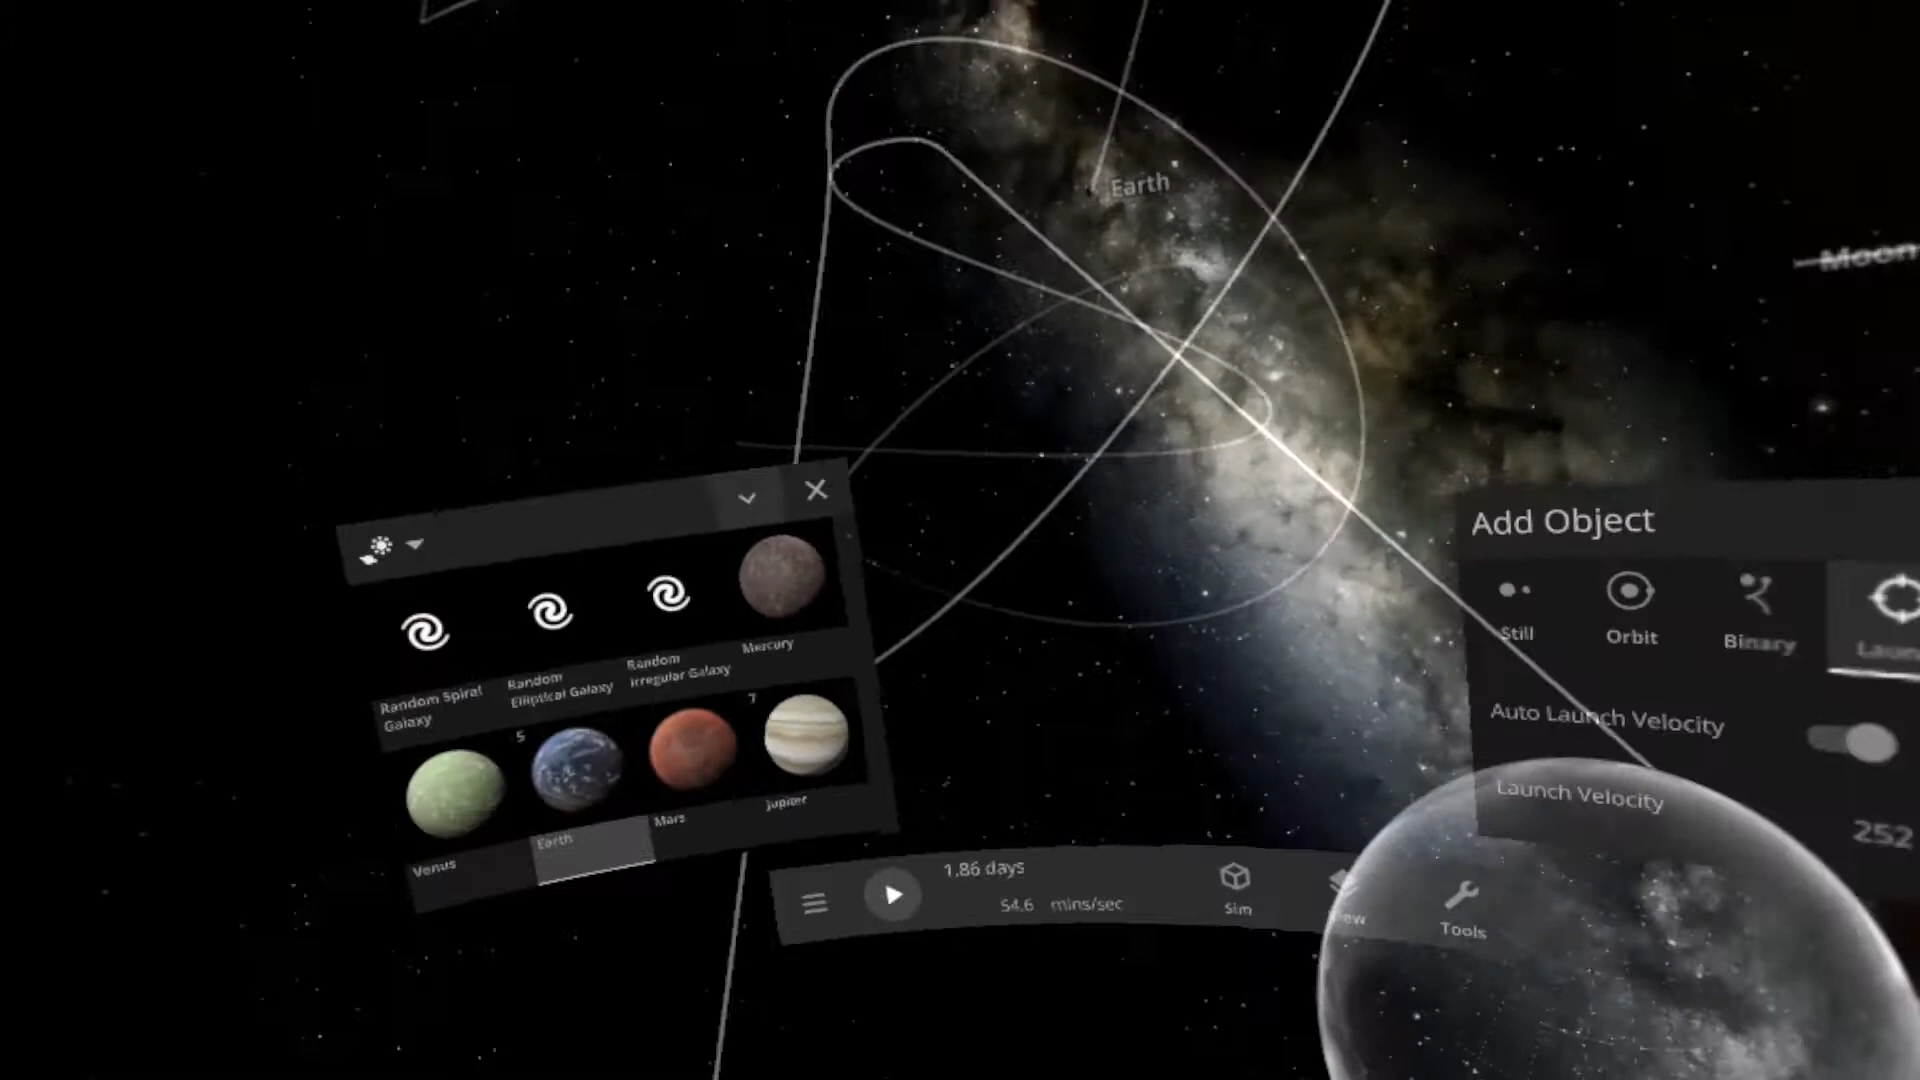 Earth
Moon
Random Spiral
Galaxy
Random
Elliptical Galaxy
Random
Irregular Galaxy
Mercury
5
7
Venus
Earth
Mars
Jupiter
1.86 days
54.6 mins/sec
Sim
Tools
Add Object
Still
Orbit
Binary
Auto Launch Velocity
Launch Velocity
252